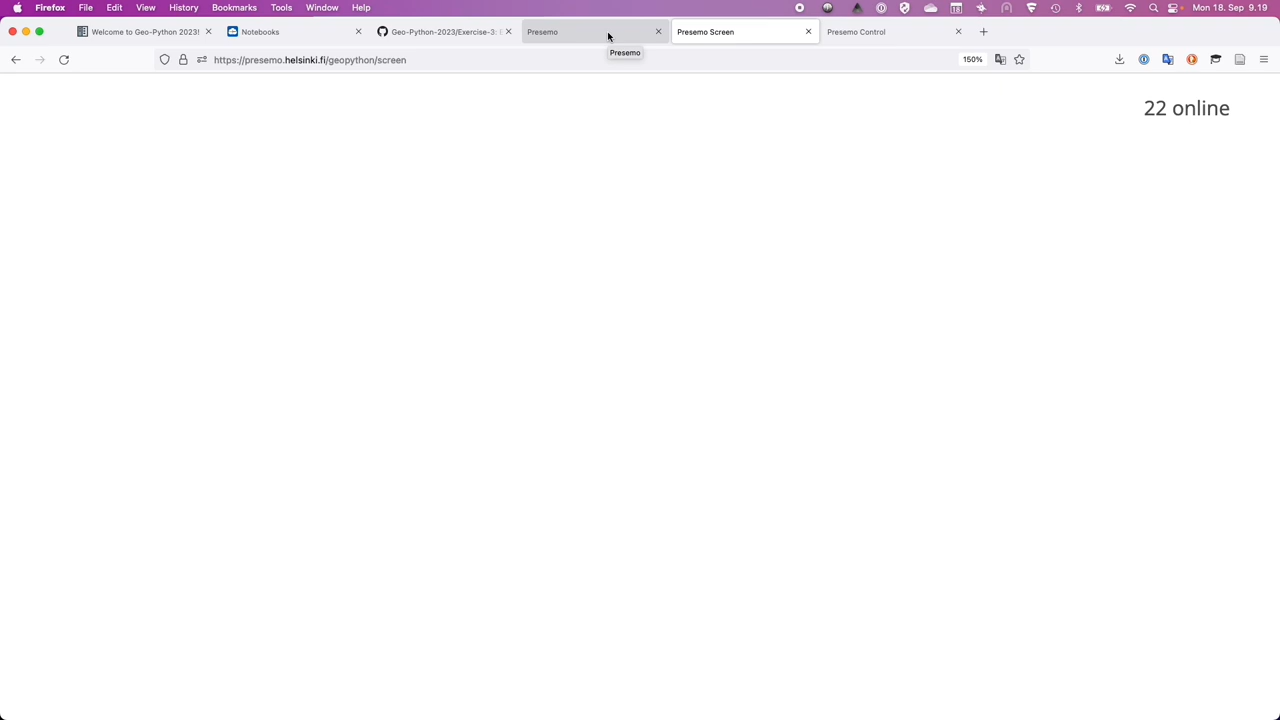 Firefox File Edit View History Bookmarks Tools Window Help Mon 18. Sep 9.19
Welcome to Geo-Python 2023! Notebooks Geo-Python-2023/Exercise-3: Presemo Presemo Screen Presemo Control
Presemo
https://presemo.helsinki.fi/geopython/screen 150%
22 online